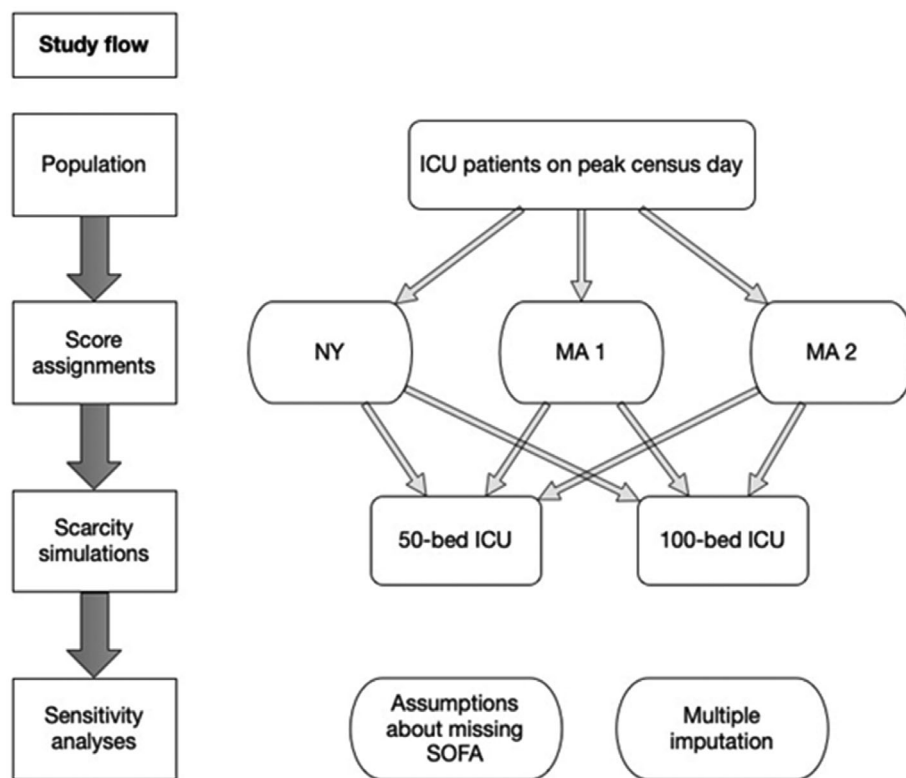 Study flow
Population
ICU patients on peak census day
Score
assignments
NY
MA 1
MA 2
Scarcity
simulations
50-bed ICU
100-bed ICU
Sensitivity
analyses
Assumptions
about missing
SOFA
Multiple
imputation